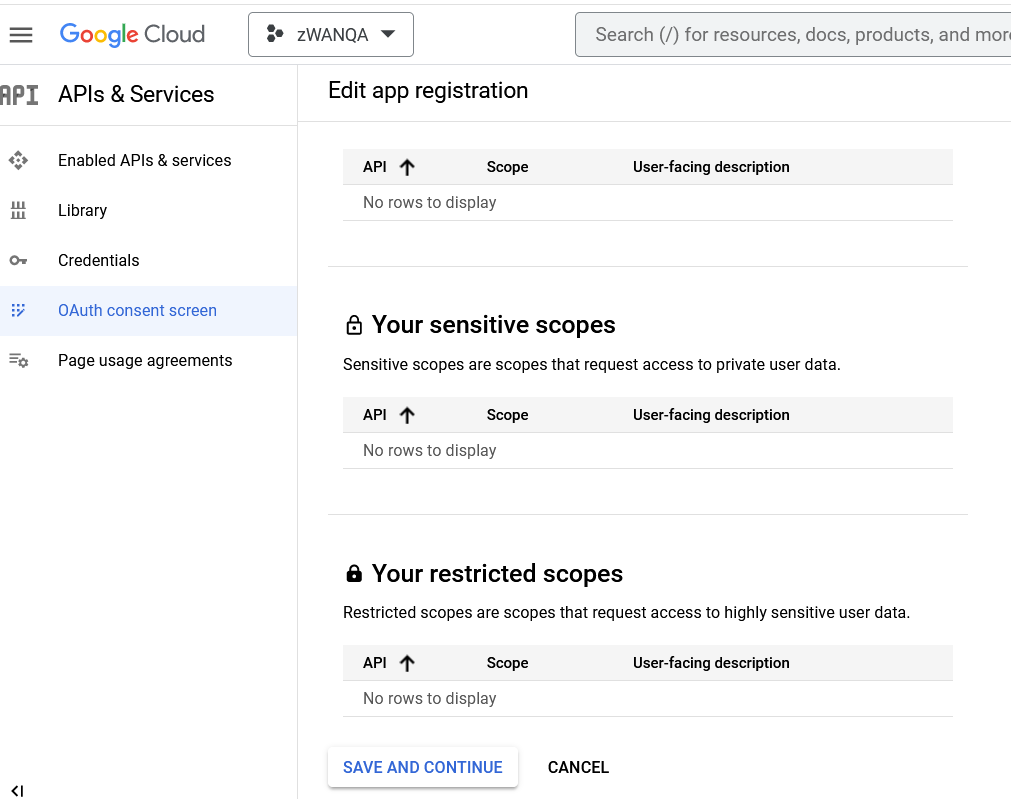 Google Cloud
zWANQA
Search (/) for resources, docs, products, and more
API
APIs & Services
Enabled APIs & services
Library
Credentials
OAuth consent screen
Page usage agreements
Edit app registration
API Scope User-facing description
No rows to display
Your sensitive scopes
Sensitive scopes are scopes that request access to private user data.
API Scope User-facing description
No rows to display
Your restricted scopes
Restricted scopes are scopes that request access to highly sensitive user data.
API Scope User-facing description
No rows to display
SAVE AND CONTINUE CANCEL